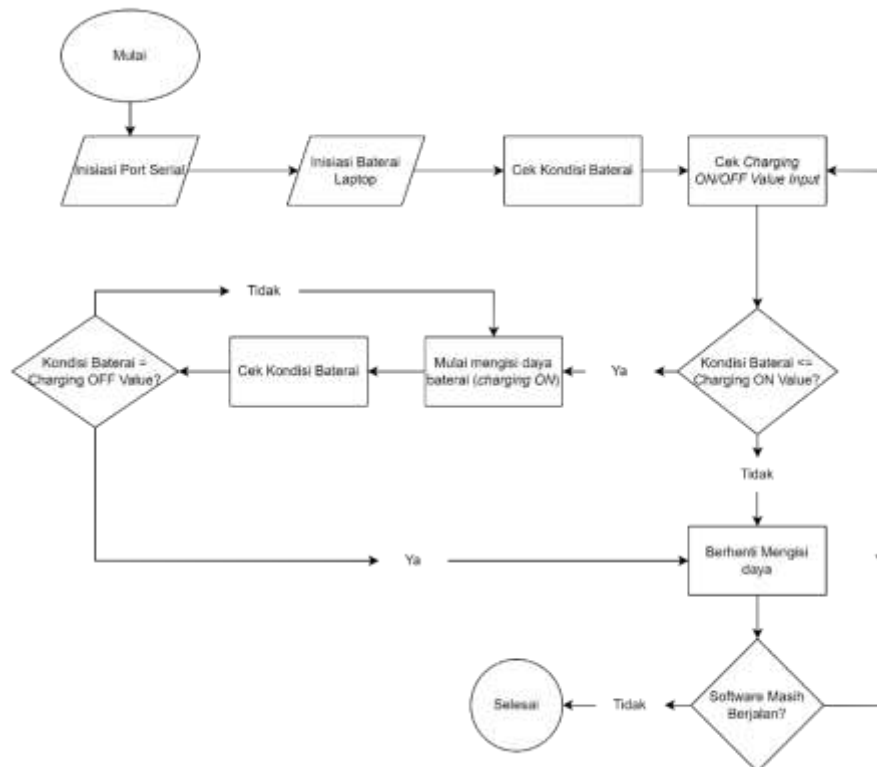 Mulai
Inisiasi Port Serial
Inisiasi Baterai
Laptop
Cek Kondisi Baterai
Cek Charging
ON/OFF Value Input
Tidak
Kondisi Baterai =
Charging OFF Value?
Cek Kondisi Baterai
Mulai mengisi daya
baterai (charging ON)
Ya
Kondisi Baterai <=
Charging ON Value?
Tidak
Ya
Berhenti Mengisi
daya
Selesai
Tidak
Software Masih
Berjalan?